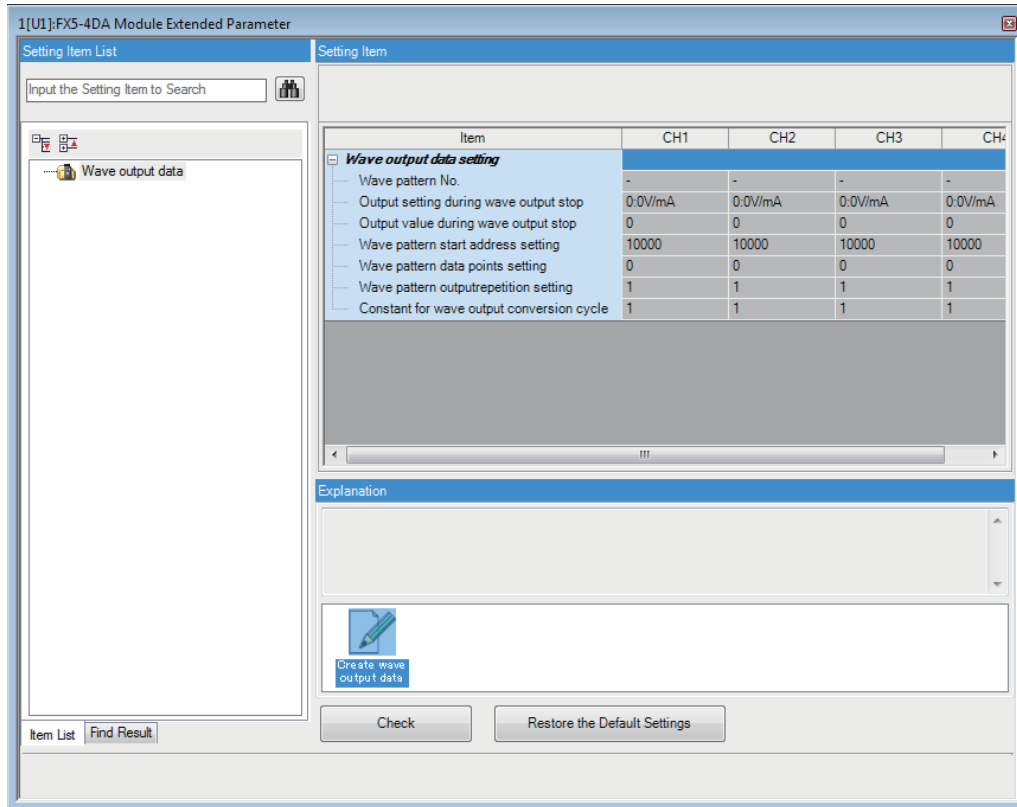 1[U1]:FX5-4DA Module Extended Parameter
Setting Item List
Input the Setting Item to Search
Wave output data
Item List
Find Result
Setting Item
Item CH1 CH2 CH3 CH4
Wave output data setting
Wave pattern No. - - - -
Output setting during wave output stop 0:0V/mA 0:0V/mA 0:0V/mA 0:0V/mA
Output value during wave output stop 0 0 0 0
Wave pattern start address setting 10000 10000 10000 10000
Wave pattern data points setting 0 0 0 0
Wave pattern outputrepetition setting 1 1 1 1
Constant for wave output conversion cycle 1 1 1 1
Explanation
Create wave
output data
Check
Restore the Default Settings